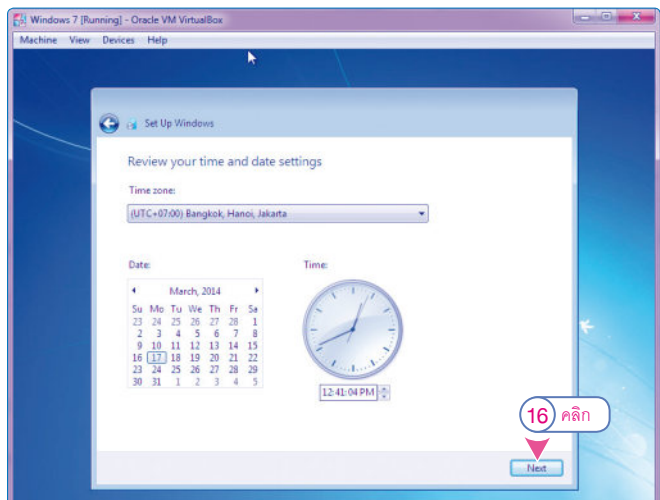 Windows 7 [Running] - Oracle VM VirtualBox
Machine View Devices Help
Set Up Windows
Review your time and date settings
Time zone:
(UTC+07:00) Bangkok, Hanoi, Jakarta
Date: Time:
March, 2014
Su Mo Tu We Th Fr Sa
23 24 25 26 27 28 1
2 3 4 5 6 7 8
9 10 11 12 13 14 15
16 17 18 19 20 21 22
23 24 25 26 27 28 29
30 31 1 2 3 4 5
12:41:04 PM
16 คลิก
Next